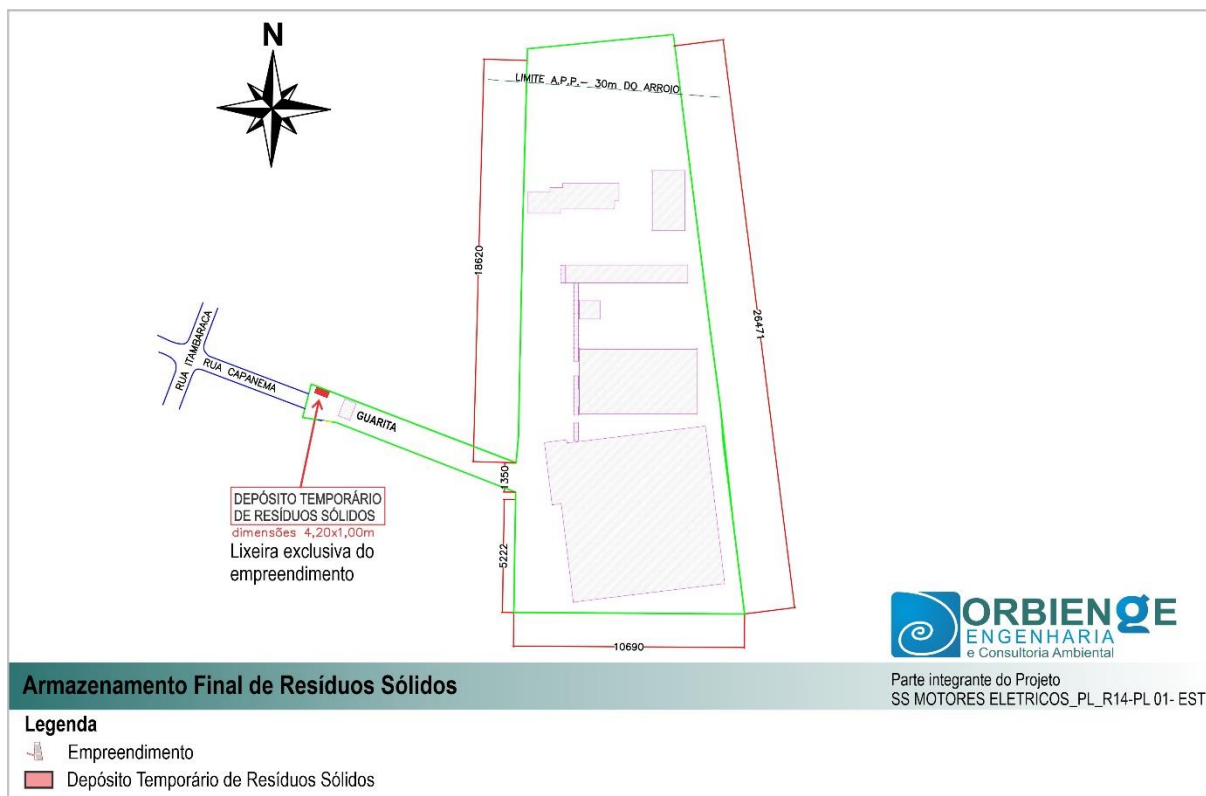 N
LIMITE A.P.P.- 30m DO ARROIO
18620
26471
RUA ITAMBARACA
RUA CAPANEMA
GUARITA
1350
DEPÓSITO TEMPORÁRIO
DE RESÍDUOS SÓLIDOS
dimensões 4,20x1,00m
Lixeira exclusiva do
empreendimento
5222
10690
ORBIENGE
ENGENHARIA
e Consultoria Ambiental
Armazenamento Final de Resíduos Sólidos
Parte integrante do Projeto
SS MOTORES ELETRICOS_PL_R14-PL 01- EST
Legenda
Empreendimento
Depósito Temporário de Resíduos Sólidos